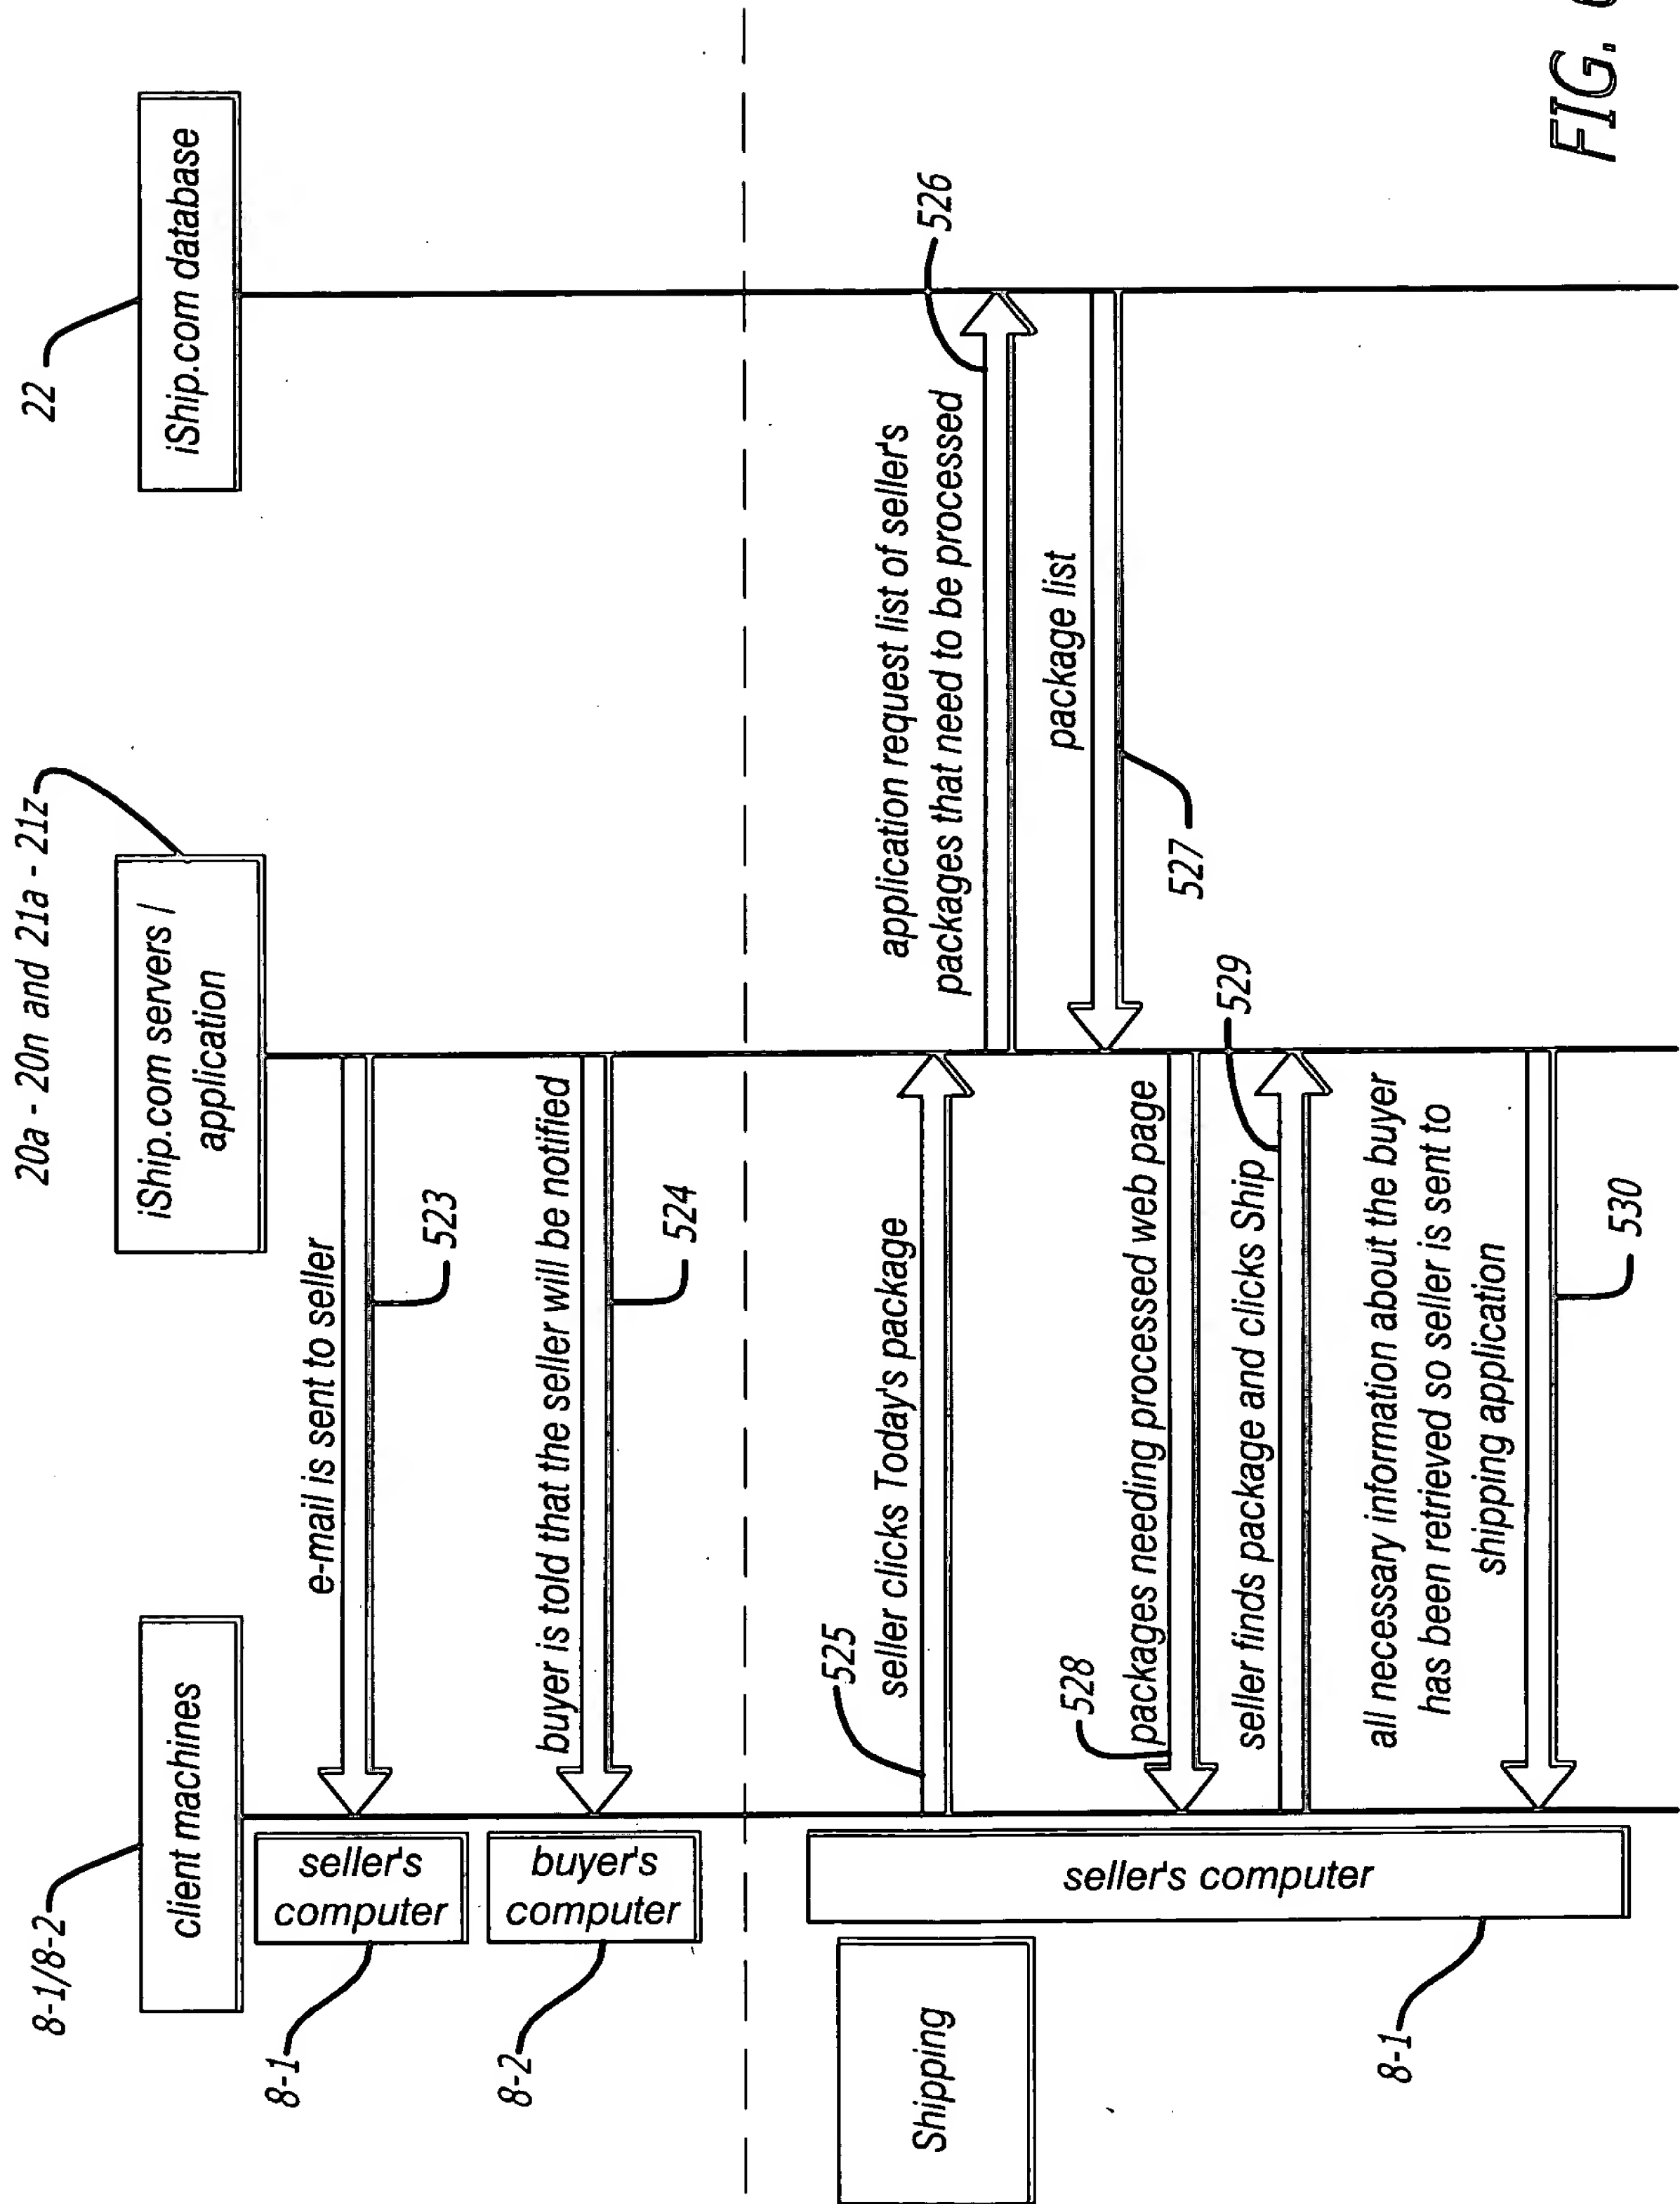 8-1/8-2
20a - 20n and 21a - 21z
22
client machines
iShip.com servers /
application
iShip.com database
8-1
seller's
computer
e-mail is sent to seller
523
8-2
buyer's
computer
buyer is told that the seller will be notified
524
Shipping
seller's computer
8-1
525
seller clicks Today's package
application request list of seller's
packages that need to be processed
526
package list
527
528
packages needing processed web page
seller finds package and clicks Ship
529
all necessary information about the buyer
has been retrieved so seller is sent to
shipping application
530
FIG.